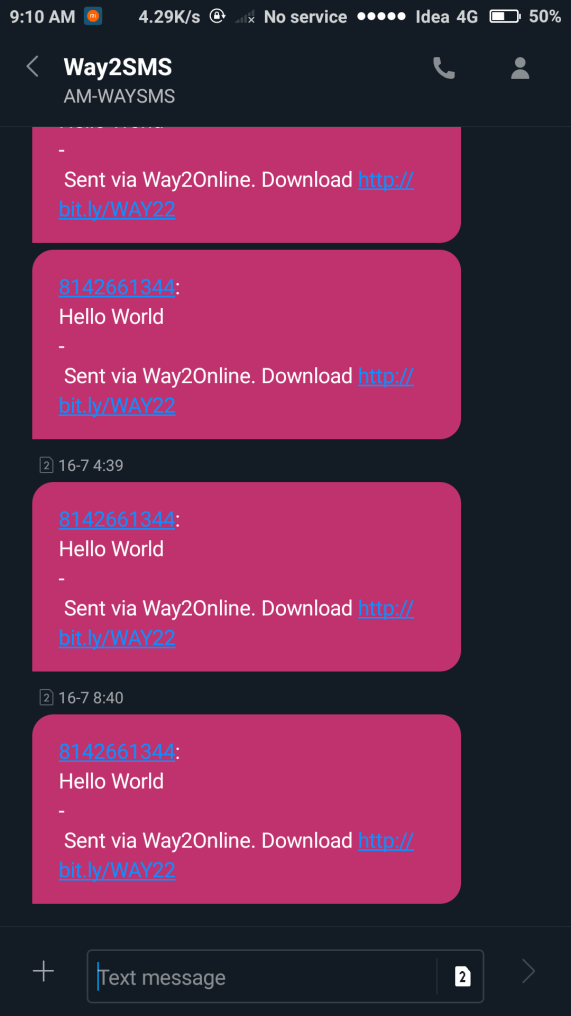 9:10 AM 4.29K/s No service Idea 4G 50%
Way2SMS
AM-WAYSMS
-
Sent via Way2Online. Download http://
bit.ly/WAY22
8142661344:
Hello World
-
Sent via Way2Online. Download http://
bit.ly/WAY22
2 16-7 4:39
8142661344:
Hello World
-
Sent via Way2Online. Download http://
bit.ly/WAY22
2 16-7 8:40
8142661344:
Hello World
-
Sent via Way2Online. Download http://
bit.ly/WAY22
Text message 2